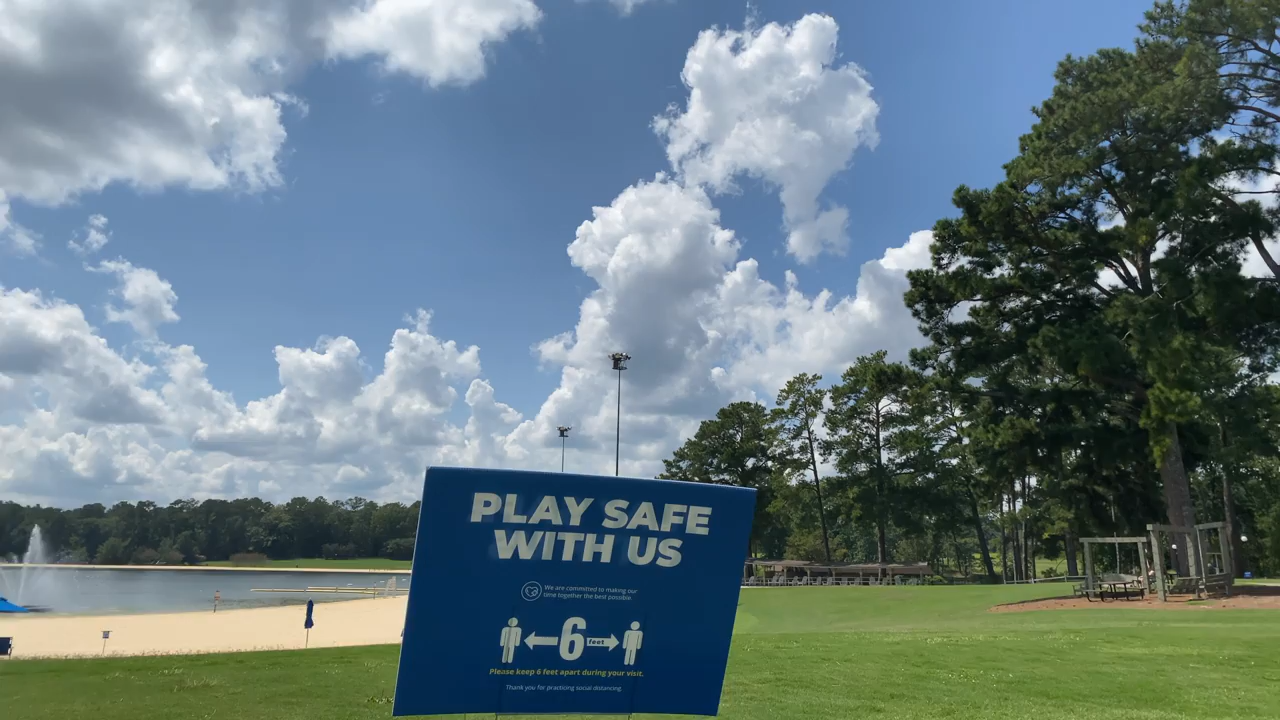 PLAY SAFE
WITH US
We are committed to making our
time together the best possible.
6 feet
Please keep 6 feet apart during your visit.
Thank you for practicing social distancing.